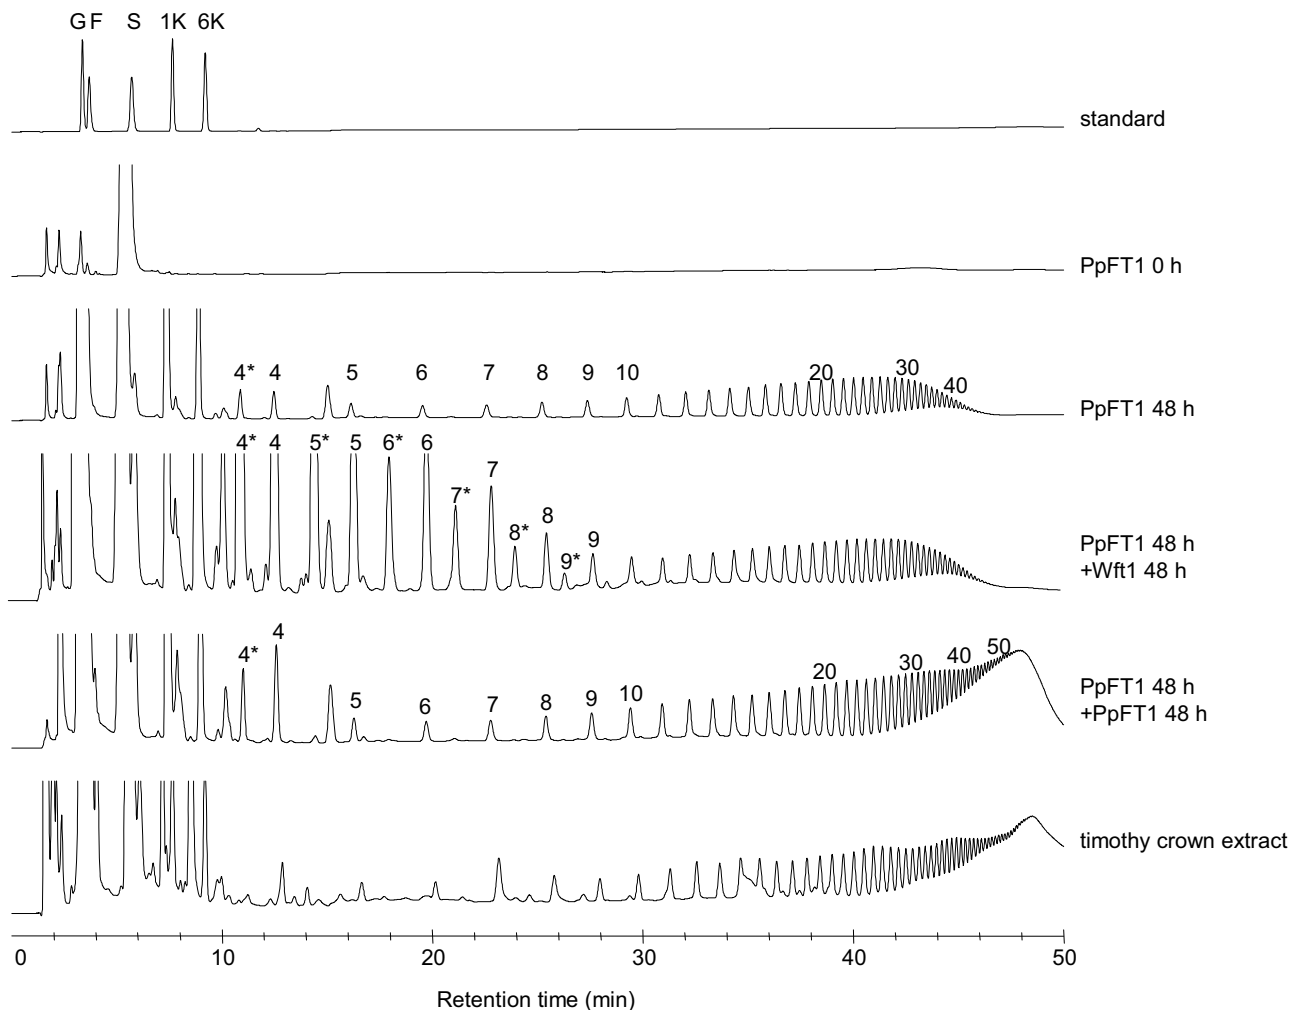 G F S 1K 6K
standard
PpFT1 0 h
4* 4 5 6 7 8 9 10 20 30 40
PpFT1 48 h
4* 4 5* 5 6* 6 7* 7 8* 8 9* 9
PpFT1 48 h
+Wft1 48 h
4* 4 5 6 7 8 9 10 20 30 40 50
PpFT1 48 h
+PpFT1 48 h
timothy crown extract
0 10 20 30 40 50
Retention time (min)